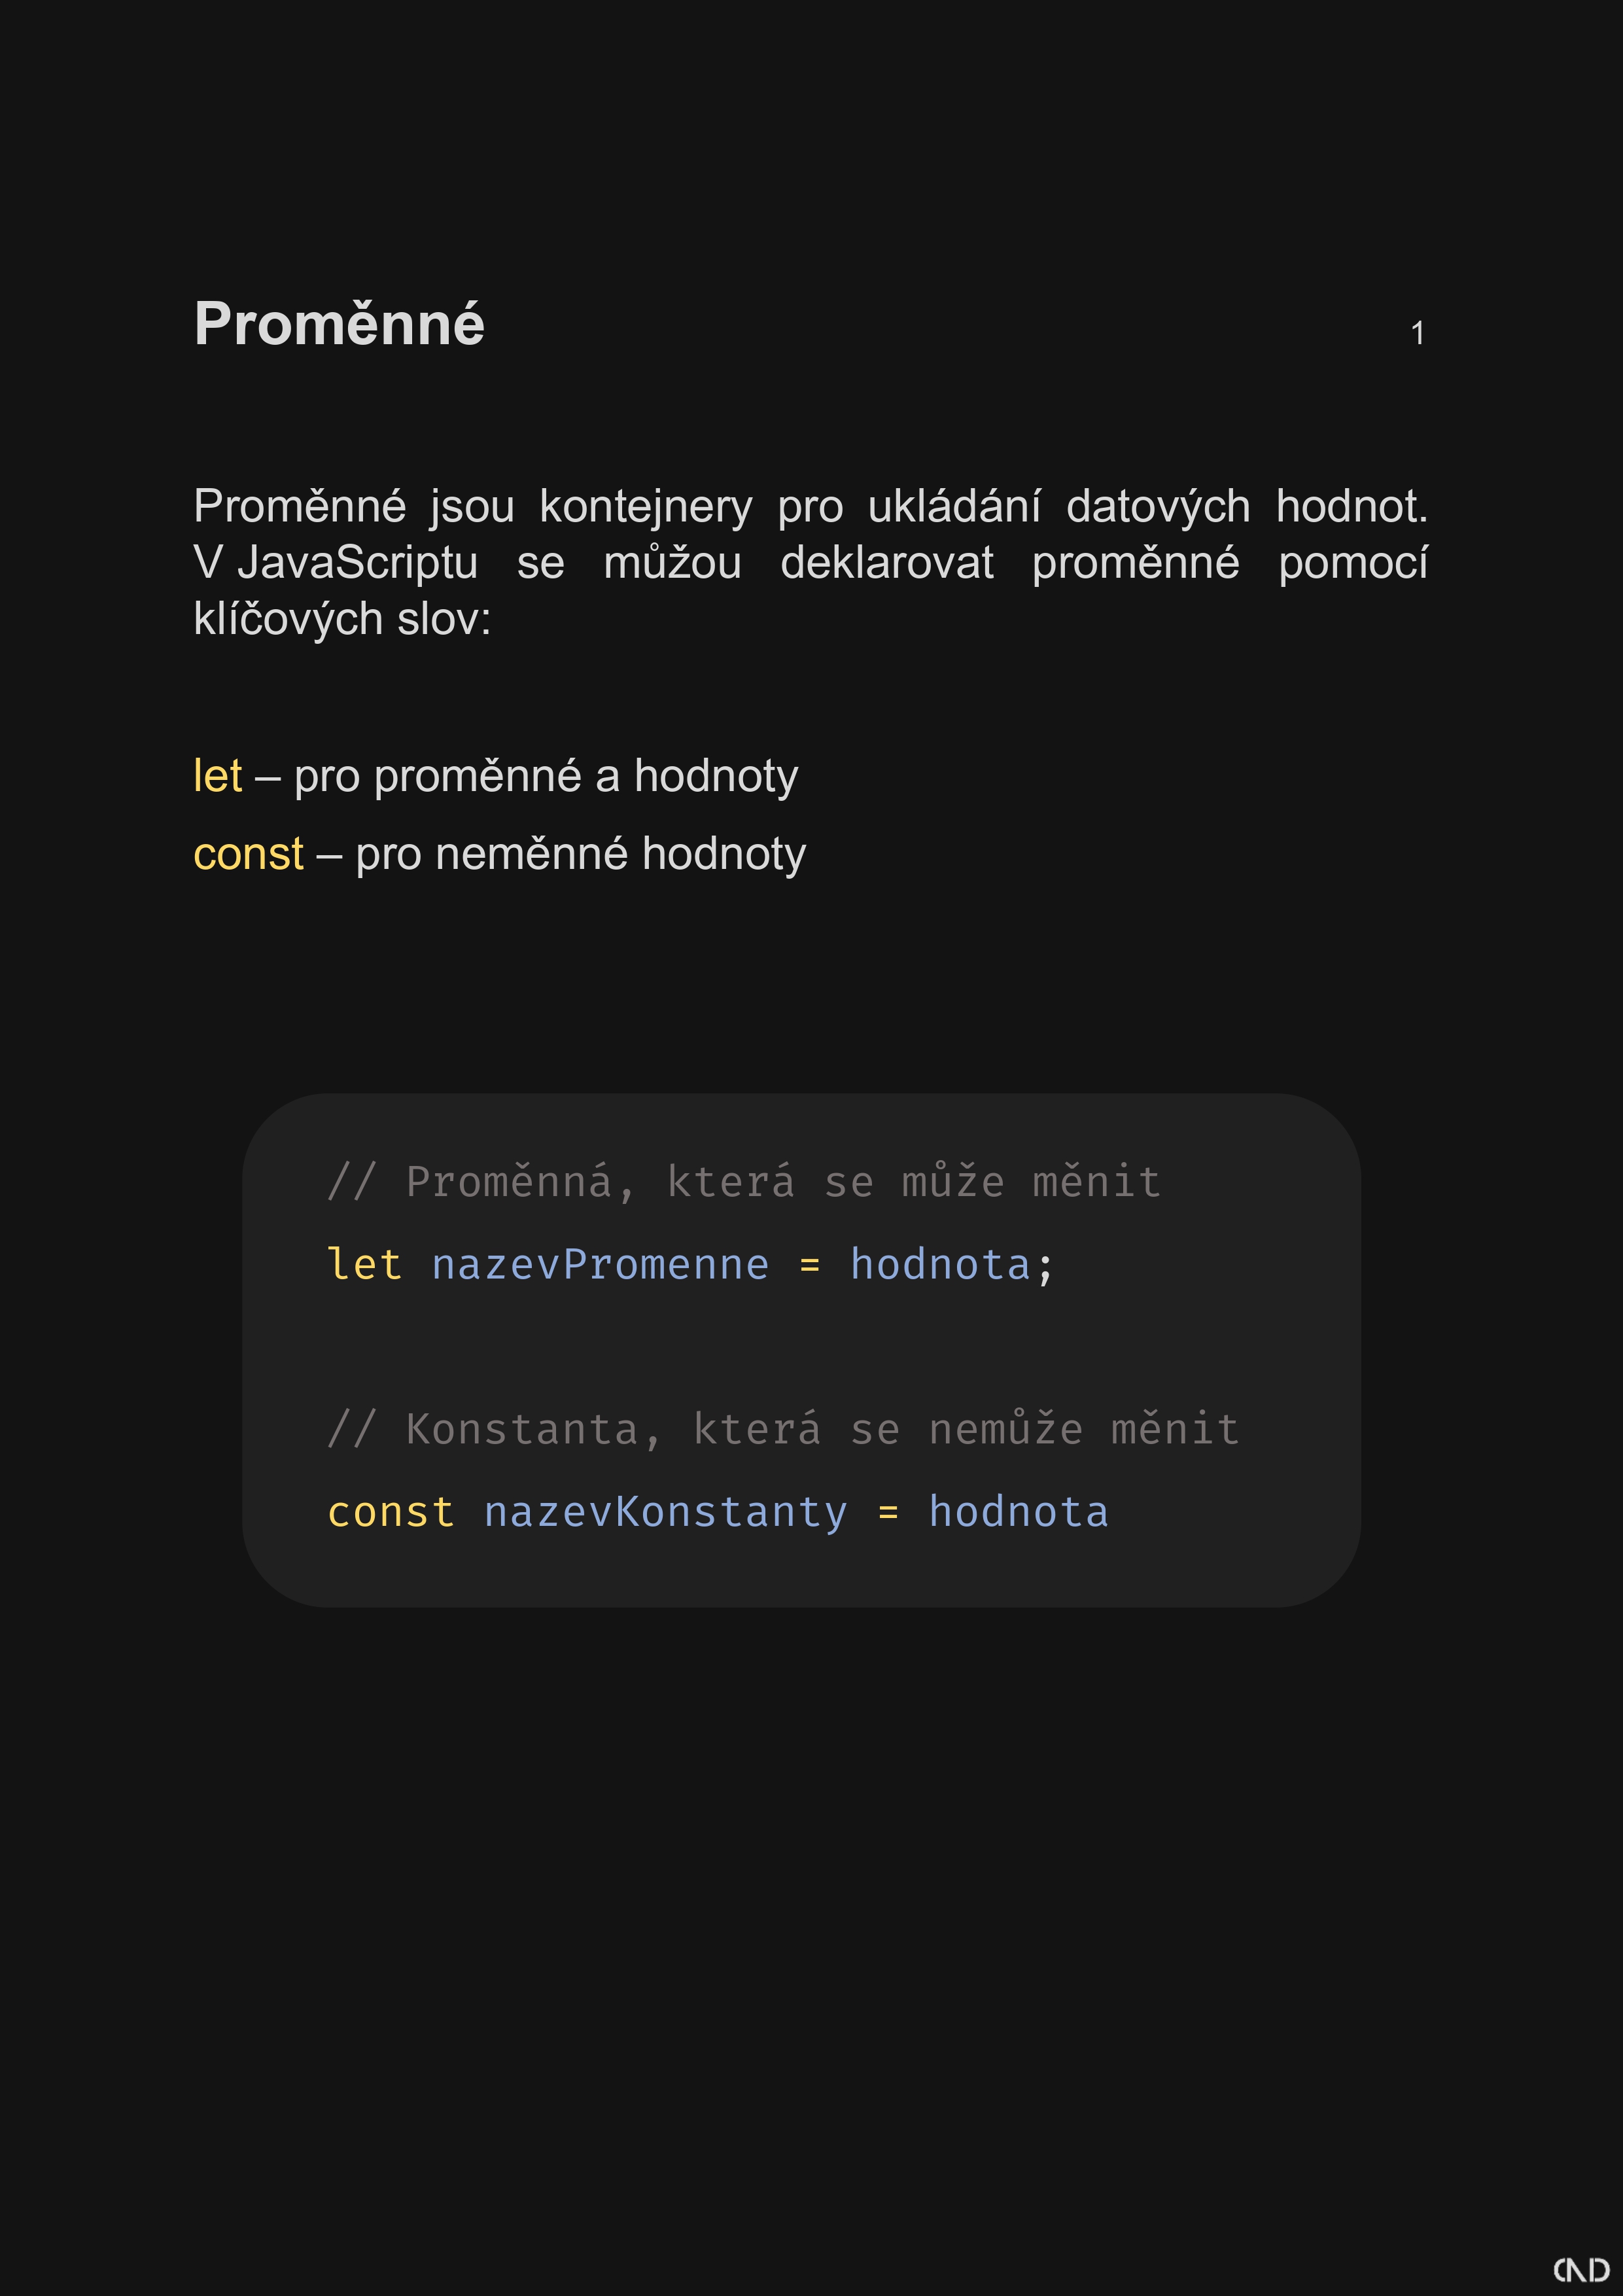 Proměnné 1
Proměnné jsou kontejnery pro ukládání datových hodnot.
V JavaScriptu se můžou deklarovat proměnné pomocí
klíčových slov:
let – pro proměnné a hodnoty
const – pro neměnné hodnoty
// Proměnná, která se může měnit
let nazevPromenne = hodnota;
// Konstanta, která se nemůže měnit
const nazevKonstanty = hodnota